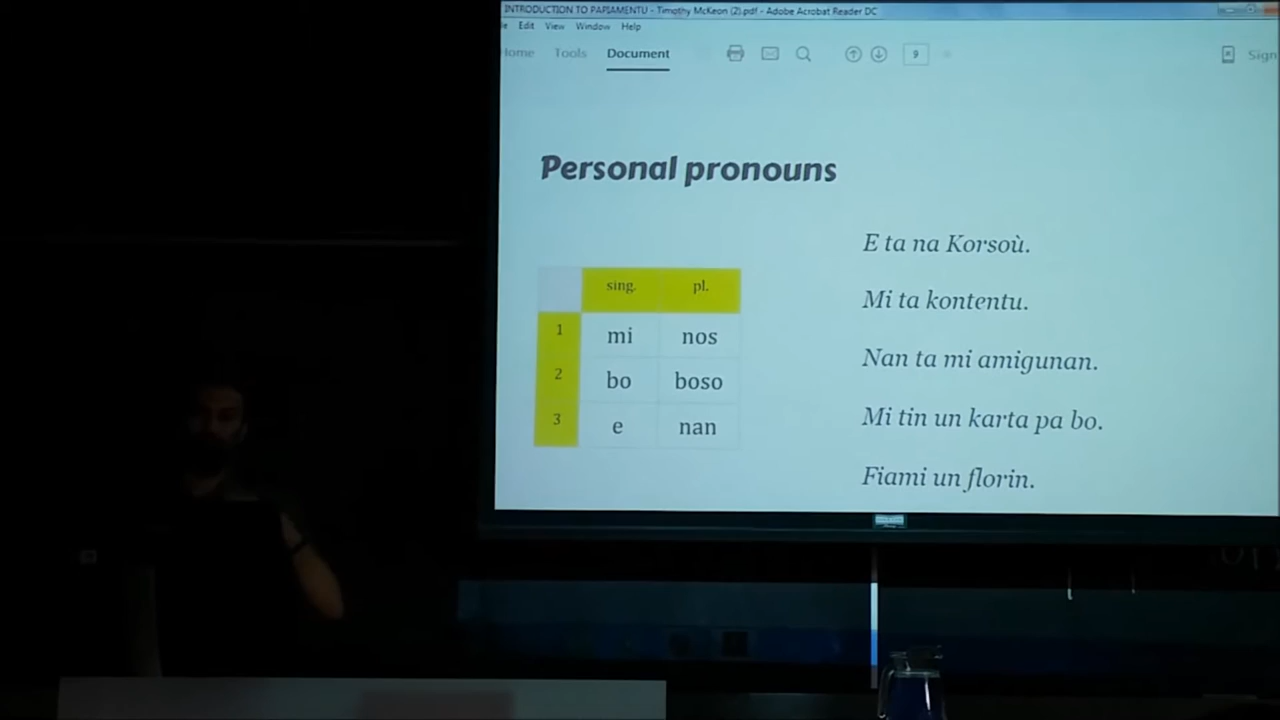 INTRODUCTION TO PAPIAMENTU - Timothy McKeon (2).pdf - Adobe Acrobat Reader DC
Edit View Window Help
Home Tools Document 9 Sign
Personal pronouns
sing. pl.
1 mi nos
2 bo boso
3 e nan
E ta na Korsoù.
Mi ta kontentu.
Nan ta mi amigunan.
Mi tin un karta pa bo.
Fiami un florin.